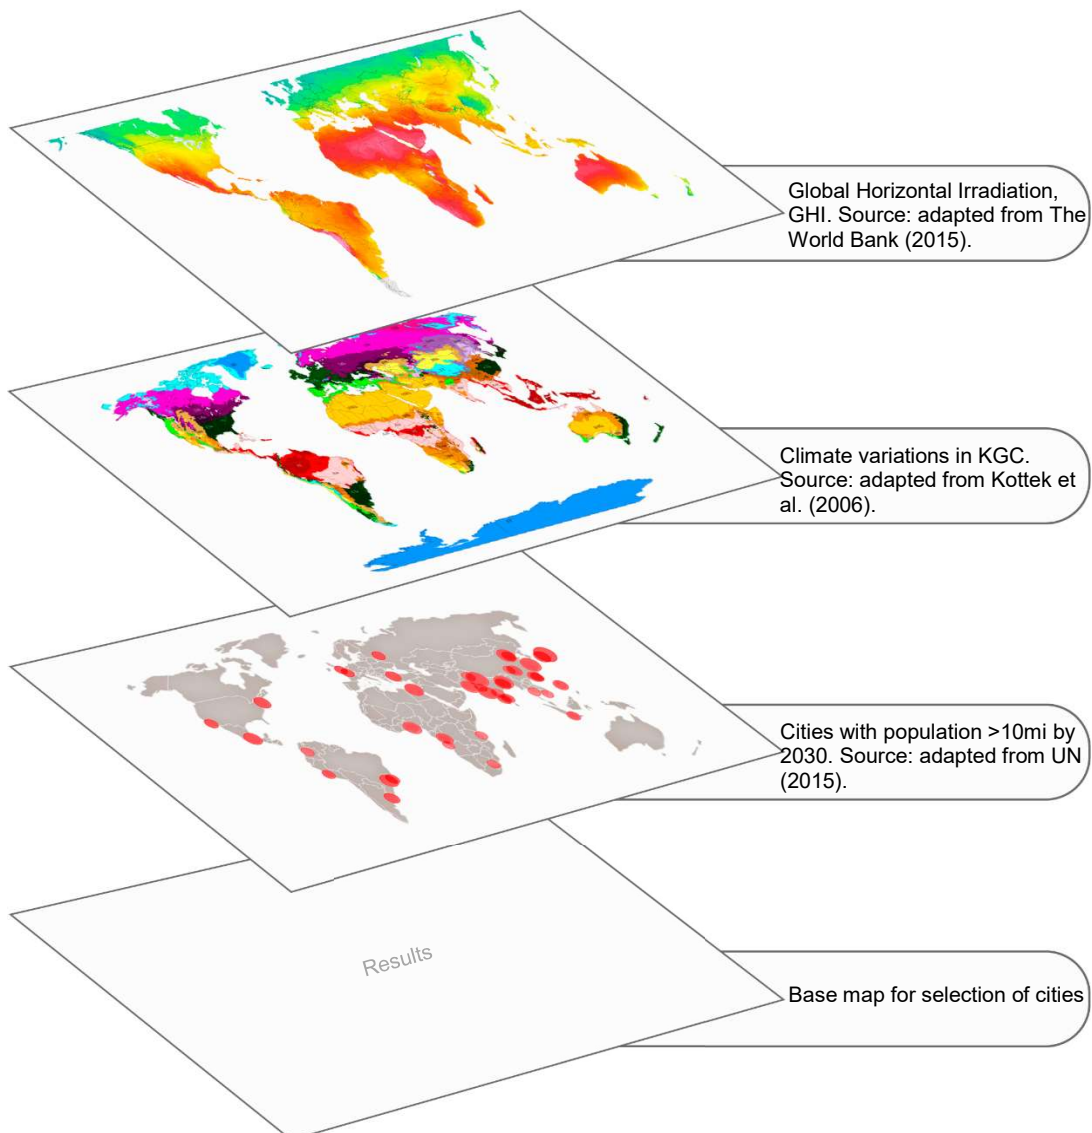 Global Horizontal Irradiation,
GHI. Source: adapted from The
World Bank (2015).
Climate variations in KGC.
Source: adapted from Kottek et
al. (2006).
Cities with population >10mi by
2030. Source: adapted from UN
(2015).
Results
Base map for selection of cities